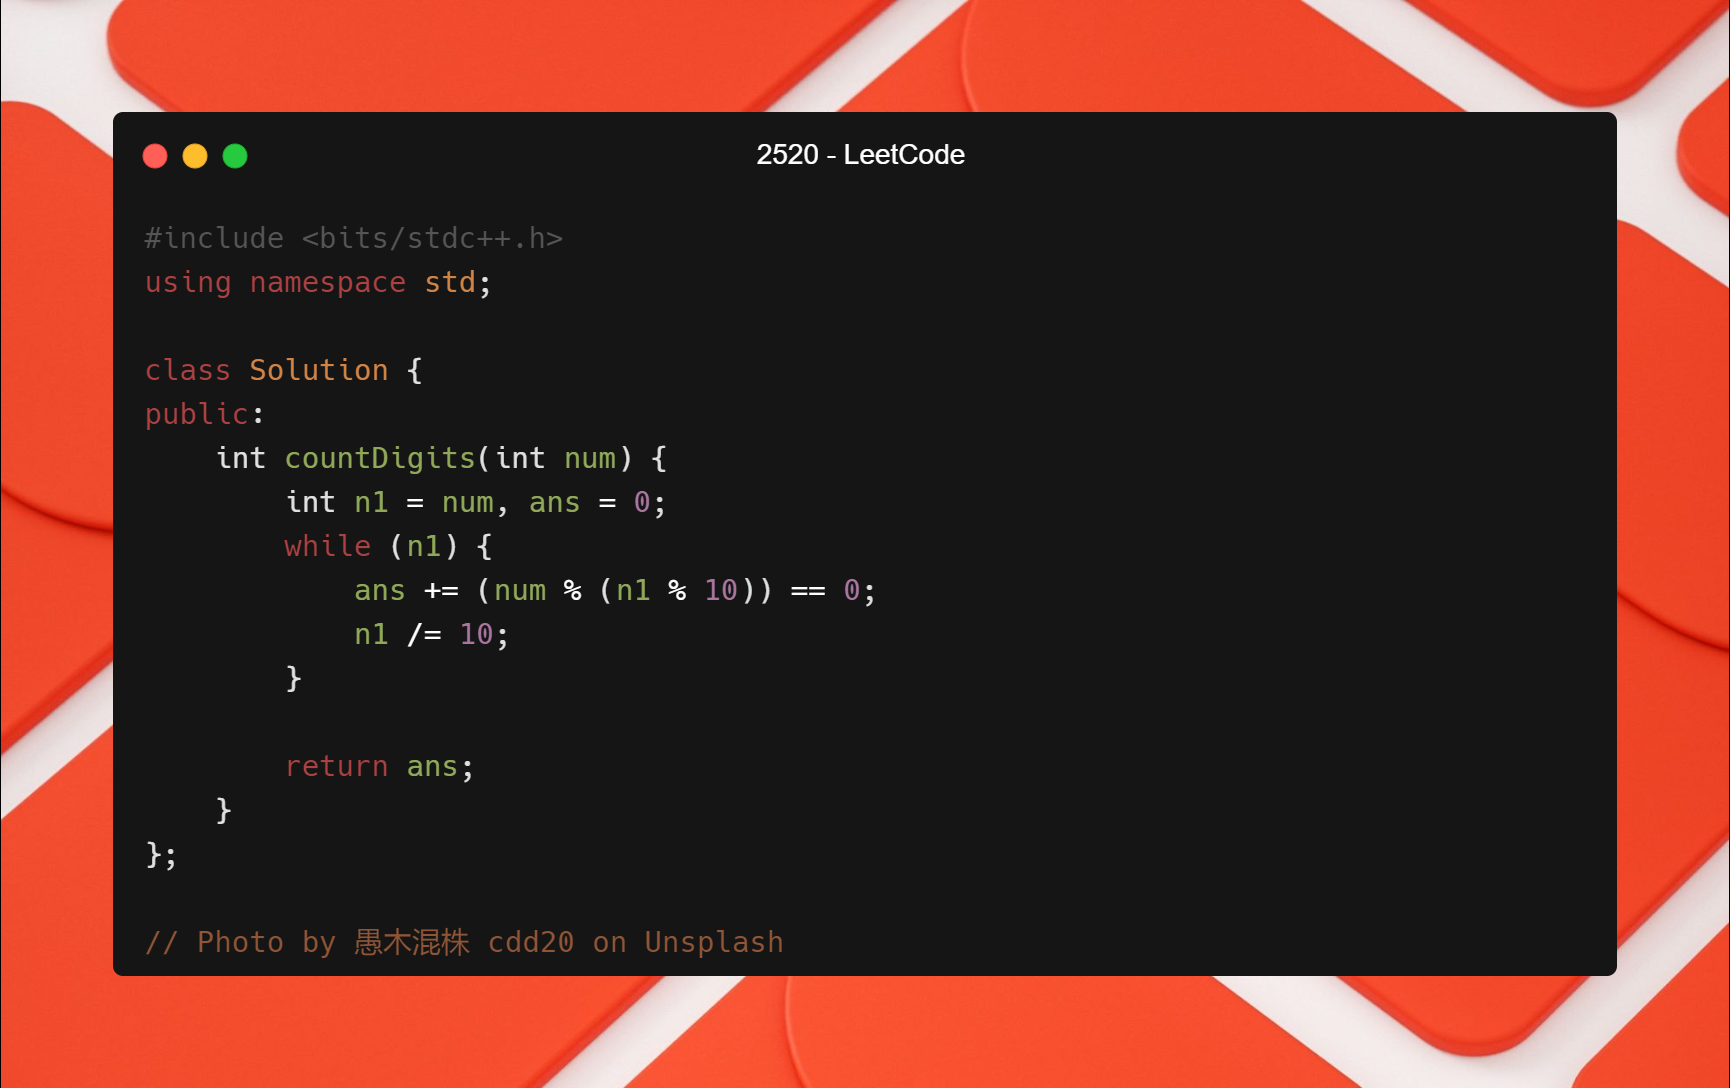 2520 - LeetCode
#include <bits/stdc++.h>
using namespace std;
class Solution {
public:
    int countDigits(int num) {
        int n1 = num, ans = 0;
        while (n1) {
            ans += (num % (n1 % 10)) == 0;
            n1 /= 10;
        }
        return ans;
    }
};
// Photo by 愚木混株 cdd20 on Unsplash